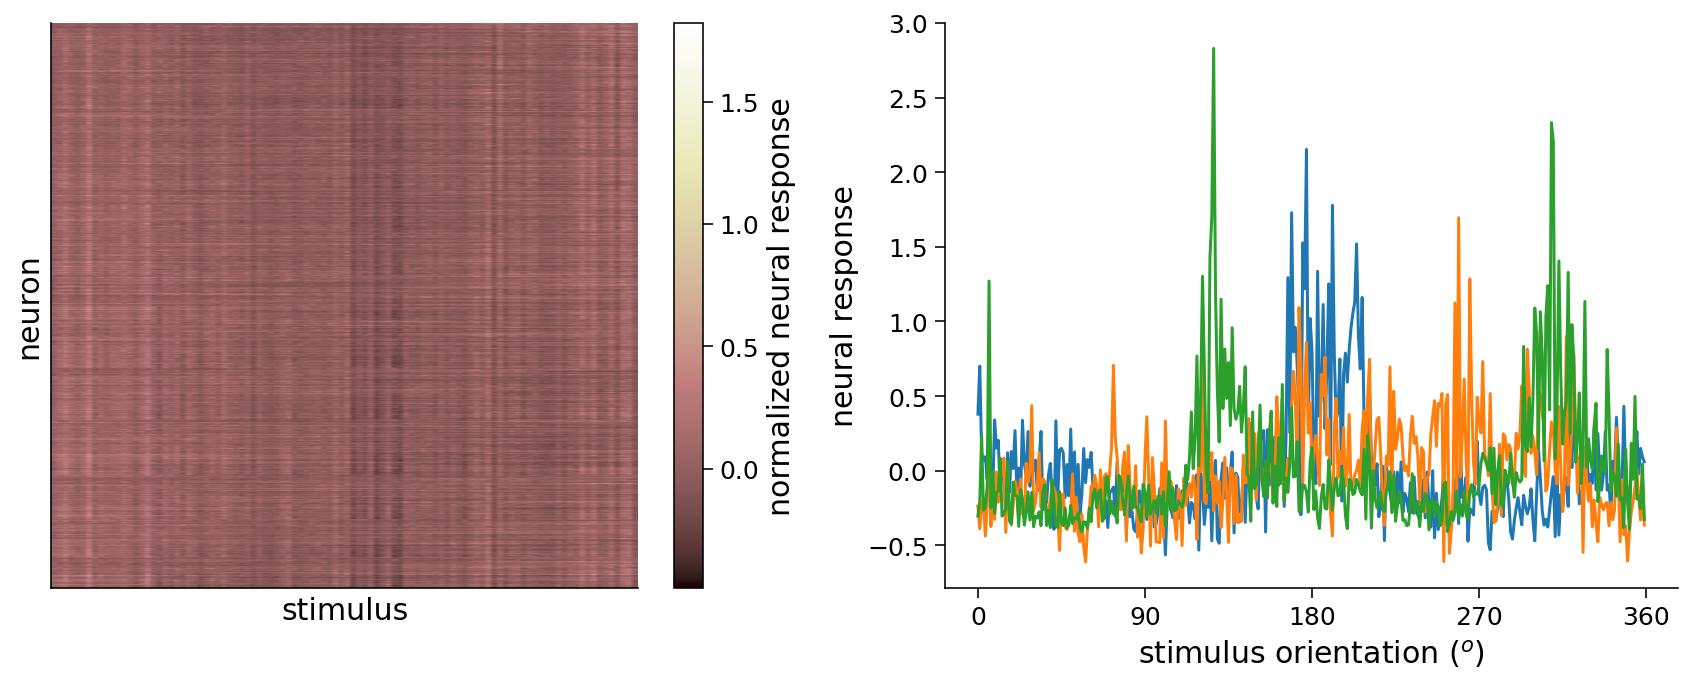 neuron
stimulus
1.5
1.0
0.5
0.0
normalized neural response
3.0
2.5
2.0
1.5
1.0
0.5
0.0
−0.5
neural response
0 90 180 270 360
stimulus orientation (°)